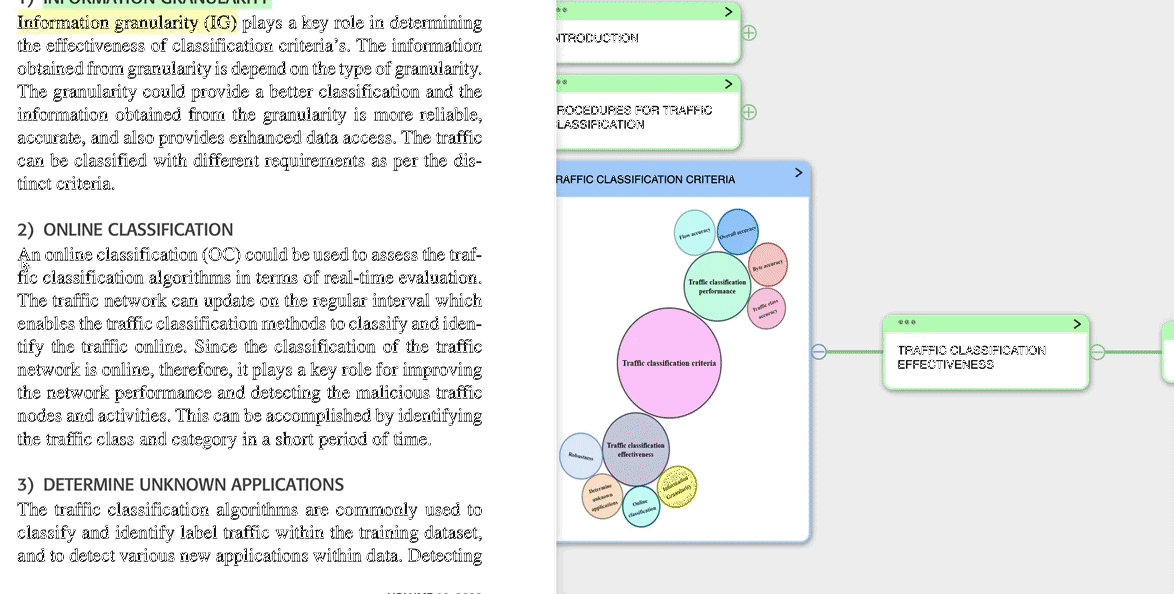 1) INFORMATION GRANULARITY
Information granularity (IG) plays a key role in determining
the effectiveness of classification criteria's. The information
obtained from granularity is depend on the type of granularity.
The granularity could provide a better classification and the
information obtained from the granularity is more reliable,
accurate, and also provides enhanced data access. The traffic
can be classified with different requirements as per the dis-
tinct criteria.
2) ONLINE CLASSIFICATION
An online classification (OC) could be used to assess the traf-
fic classification algorithms in terms of real-time evaluation.
The traffic network can update on the regular interval which
enables the traffic classification methods to classify and iden-
tify the traffic online. Since the classification of the traffic
network is online, therefore, it plays a key role for improving
the network performance and detecting the malicious traffic
nodes and activities. This can be accomplished by identifying
the traffic class and category in a short period of time.
3) DETERMINE UNKNOWN APPLICATIONS
The traffic classification algorithms are commonly used to
classify and identify label traffic within the training dataset,
and to detect various new applications within data. Detecting
NTRODUCTION
ROCEDURES FOR TRAFFIC
LASSIFICATION
RAFFIC CLASSIFICATION CRITERIA
Flow accuracy
Overall accuracy
Byte accuracy
Traffic classification
performance
Traffic class
accuracy
Traffic classification criteria
Traffic classification
effectiveness
Robustness
Determine
unknown
applications
Online
classification
Information
Granularity
TRAFFIC CLASSIFICATION
EFFECTIVENESS